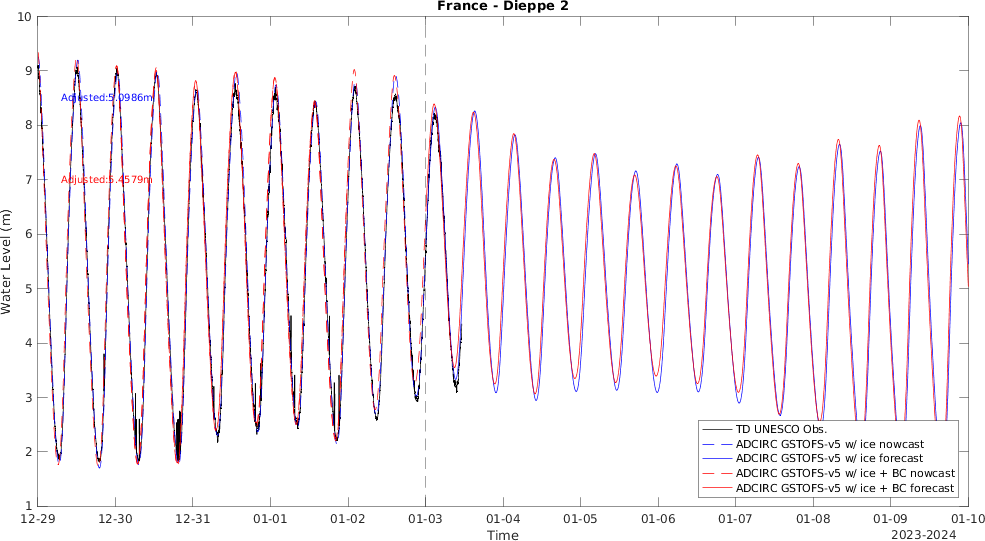 France - Dieppe 2
10
9
8
7
6
5
4
3
2
1
Water Level (m)
Adjusted:5.0986m
Adjusted:5.4579m
TD UNESCO Obs.
ADCIRC GSTOFS-v5 w/ ice nowcast
ADCIRC GSTOFS-v5 w/ ice forecast
ADCIRC GSTOFS-v5 w/ ice + BC nowcast
ADCIRC GSTOFS-v5 w/ ice + BC forecast
12-29 12-30 12-31 01-01 01-02 01-03 01-04 01-05 01-06 01-07 01-08 01-09 01-10
Time
2023-2024